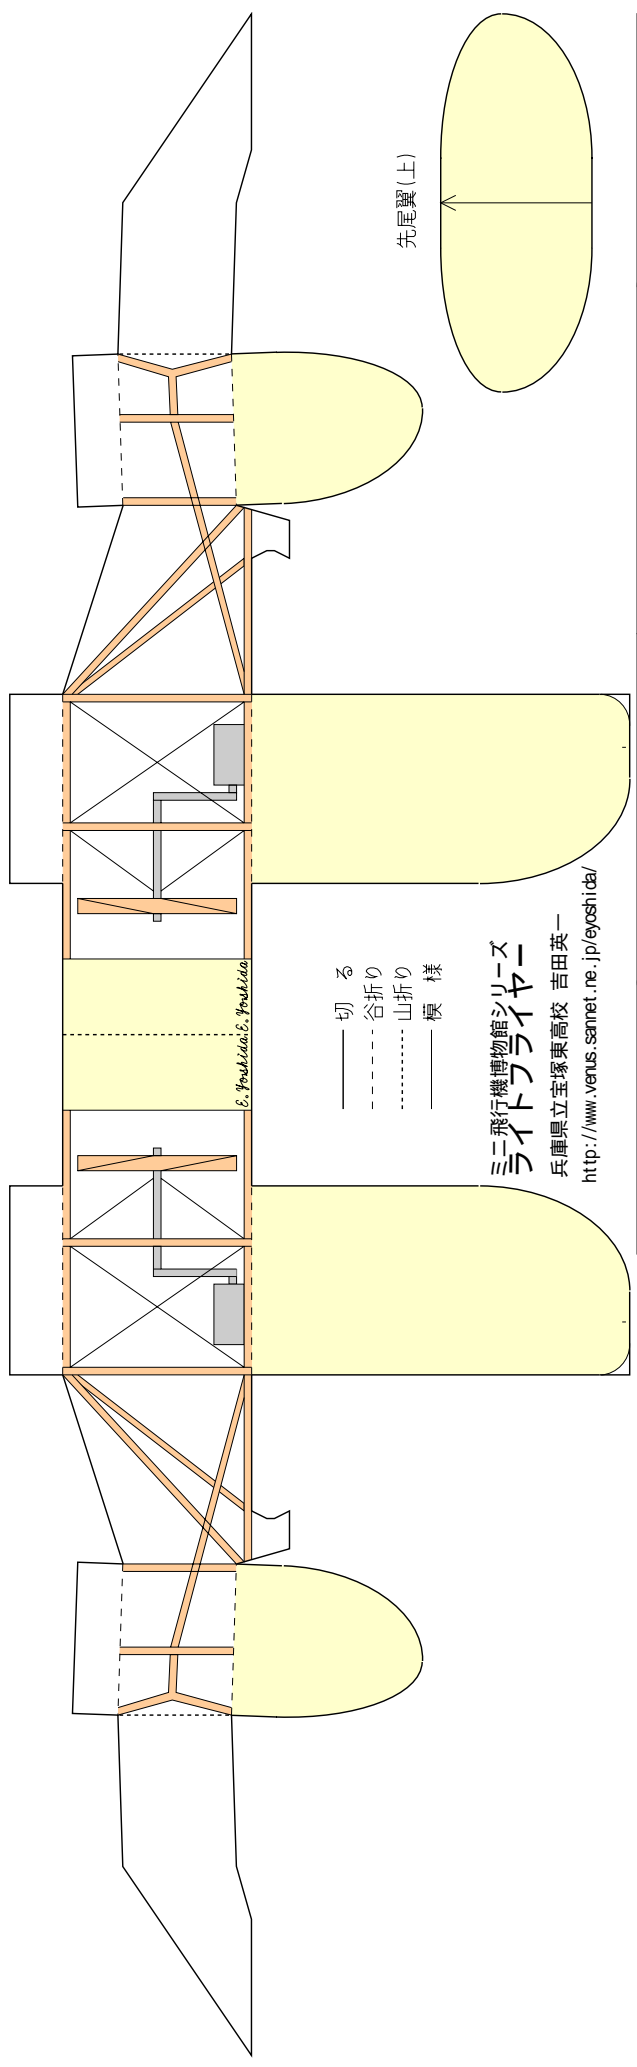 先尾翼(上)
E. Yoshida
E. Yoshida
切　る
谷折り
山折り
模　様
ミニ飛行機博物館シリーズ
ライトフライヤー
兵庫県立宝塚東高校 吉田英一
http://www.venus.sannet.ne.jp/eyoshida/